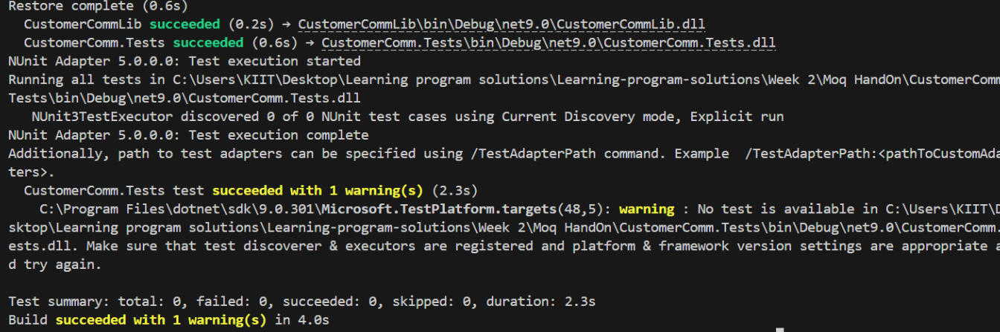 Restore complete (0.6s)
CustomerCommLib succeeded (0.2s) → CustomerCommLib\bin\Debug\net9.0\CustomerCommLib.dll
CustomerComm.Tests succeeded (0.6s) → CustomerComm.Tests\bin\Debug\net9.0\CustomerComm.Tests.dll
NUnit Adapter 5.0.0.0: Test execution started
Running all tests in C:\Users\KIIT\Desktop\Learning program solutions\Learning-program-solutions\Week 2\Moq HandOn\CustomerComm
Tests\bin\Debug\net9.0\CustomerComm.Tests.dll
NUnit3TestExecutor discovered 0 of 0 NUnit test cases using Current Discovery mode, Explicit run
NUnit Adapter 5.0.0.0: Test execution complete
Additionally, path to test adapters can be specified using /TestAdapterPath command. Example  /TestAdapterPath:<pathToCustomAda
ters>.
CustomerComm.Tests test succeeded with 1 warning(s) (2.3s)
C:\Program Files\dotnet\sdk\9.0.301\Microsoft.TestPlatform.targets(48,5): warning : No test is available in C:\Users\KIIT\D
sktop\Learning program solutions\Learning-program-solutions\Week 2\Moq HandOn\CustomerComm.Tests\bin\Debug\net9.0\CustomerComm.
ests.dll. Make sure that test discoverer & executors are registered and platform & framework version settings are appropriate a
d try again.
Test summary: total: 0, failed: 0, succeeded: 0, skipped: 0, duration: 2.3s
Build succeeded with 1 warning(s) in 4.0s